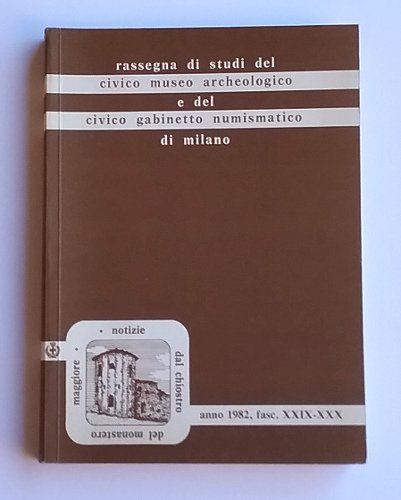 rassegna di studi del
civico museo archeologico
e del
civico gabinetto numismatico
di milano
notizie
dal chiostro
del monastero
maggiore
anno 1982, fasc. XXIX-XXX